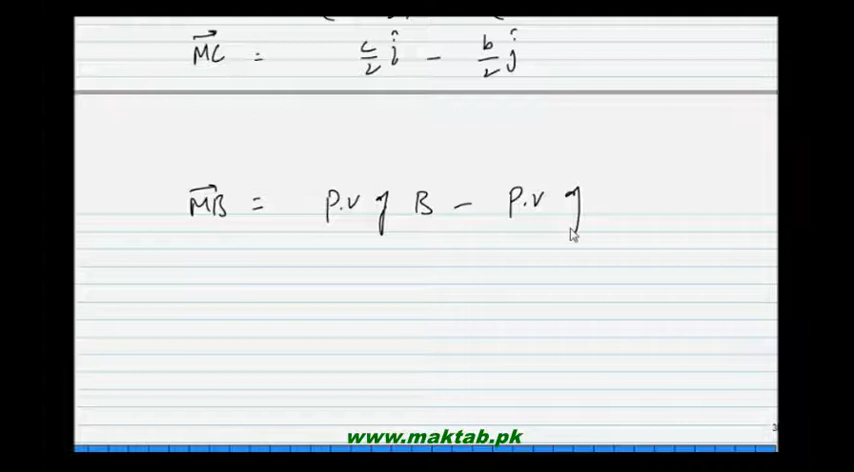 MC = c/2 i - b/2 j
MB = P.V of B - P.V of
www.maktab.pk